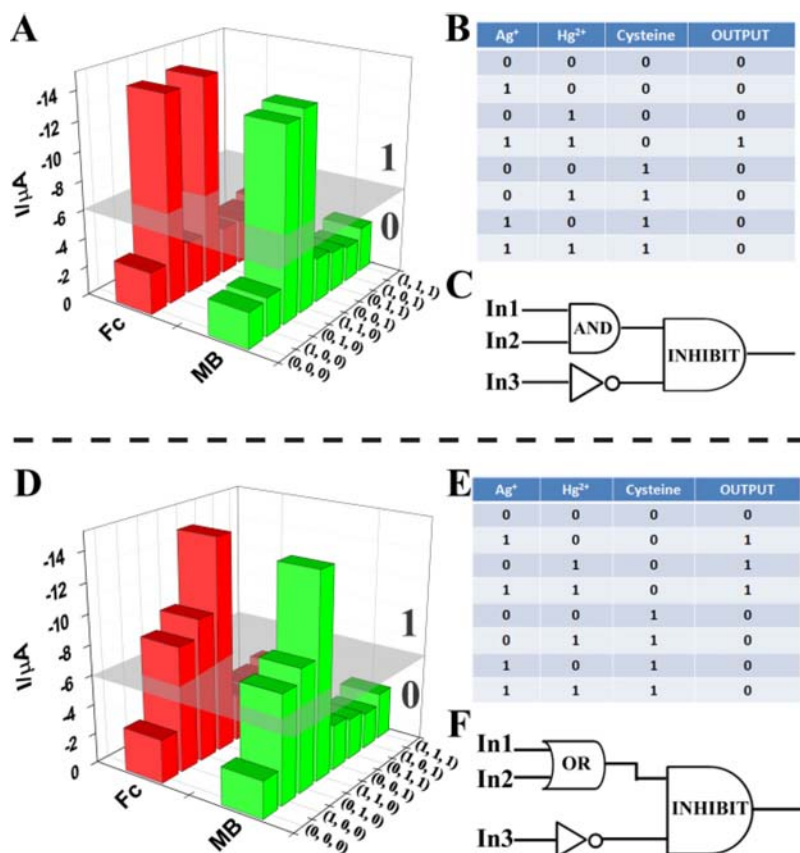 A
I/μA
-14
-12
-10
-8
-6
-4
-2
0
1
0
Fc
MB
(0, 0, 0)
(1, 0, 0)
(0, 1, 0)
(1, 1, 0)
(0, 0, 1)
(0, 1, 1)
(1, 0, 1)
(1, 1, 1)
B
Ag⁺ Hg²⁺ Cysteine OUTPUT
0 0 0 0
1 0 0 0
0 1 0 0
1 1 0 1
0 0 1 0
0 1 1 0
1 0 1 0
1 1 1 0
C
In1
In2
AND
In3
INHIBIT
D
I/μA
-14
-12
-10
-8
-6
-4
-2
0
1
0
Fc
MB
(0, 0, 0)
(1, 0, 0)
(0, 1, 0)
(1, 1, 0)
(0, 0, 1)
(0, 1, 1)
(1, 0, 1)
(1, 1, 1)
E
Ag⁺ Hg²⁺ Cysteine OUTPUT
0 0 0 0
1 0 0 1
0 1 0 1
1 1 0 1
0 0 1 0
0 1 1 0
1 0 1 0
1 1 1 0
F
In1
In2
OR
In3
INHIBIT